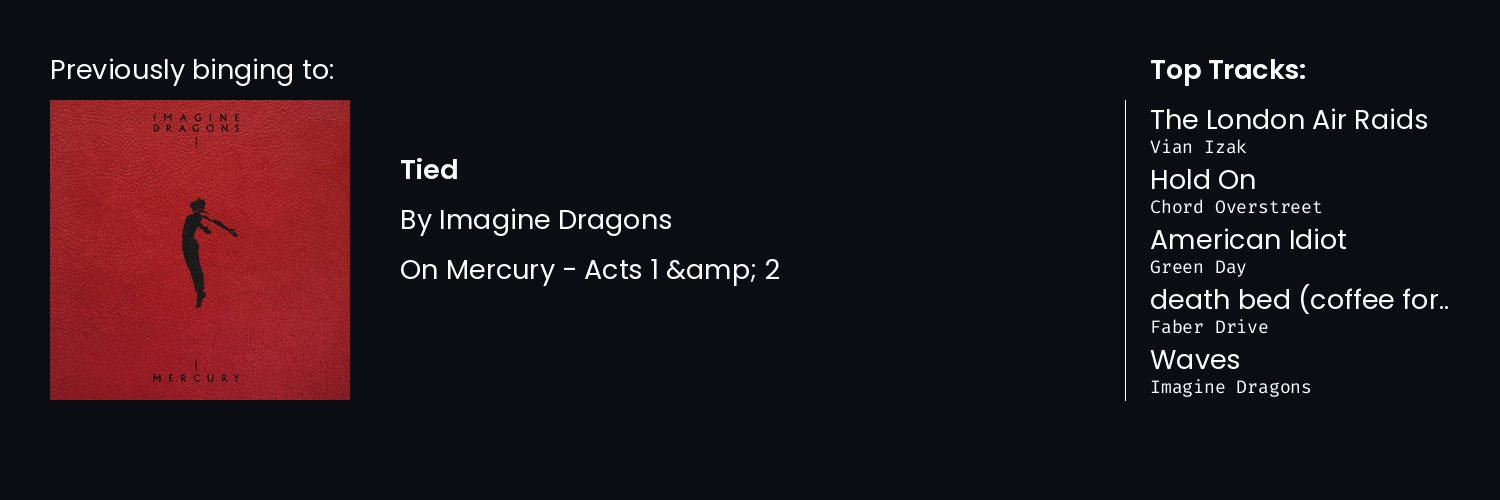 Previously binging to:
IMAGINE
DRAGONS
MERCURY
Tied
By Imagine Dragons
On Mercury - Acts 1 &amp; 2
Top Tracks:
The London Air Raids
Vian Izak
Hold On
Chord Overstreet
American Idiot
Green Day
death bed (coffee for..
Faber Drive
Waves
Imagine Dragons